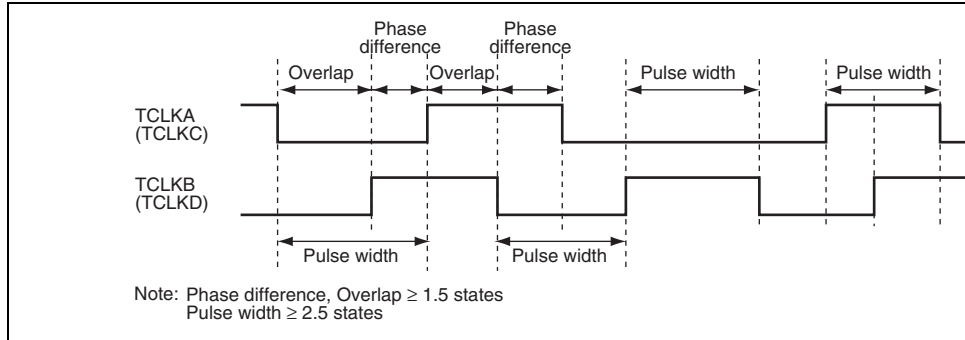 Phase
difference
Phase
difference
Overlap
Overlap
Pulse width
Pulse width
TCLKA
(TCLKC)
TCLKB
(TCLKD)
Pulse width
Pulse width
Note: Phase difference, Overlap ≥ 1.5 states
Pulse width ≥ 2.5 states